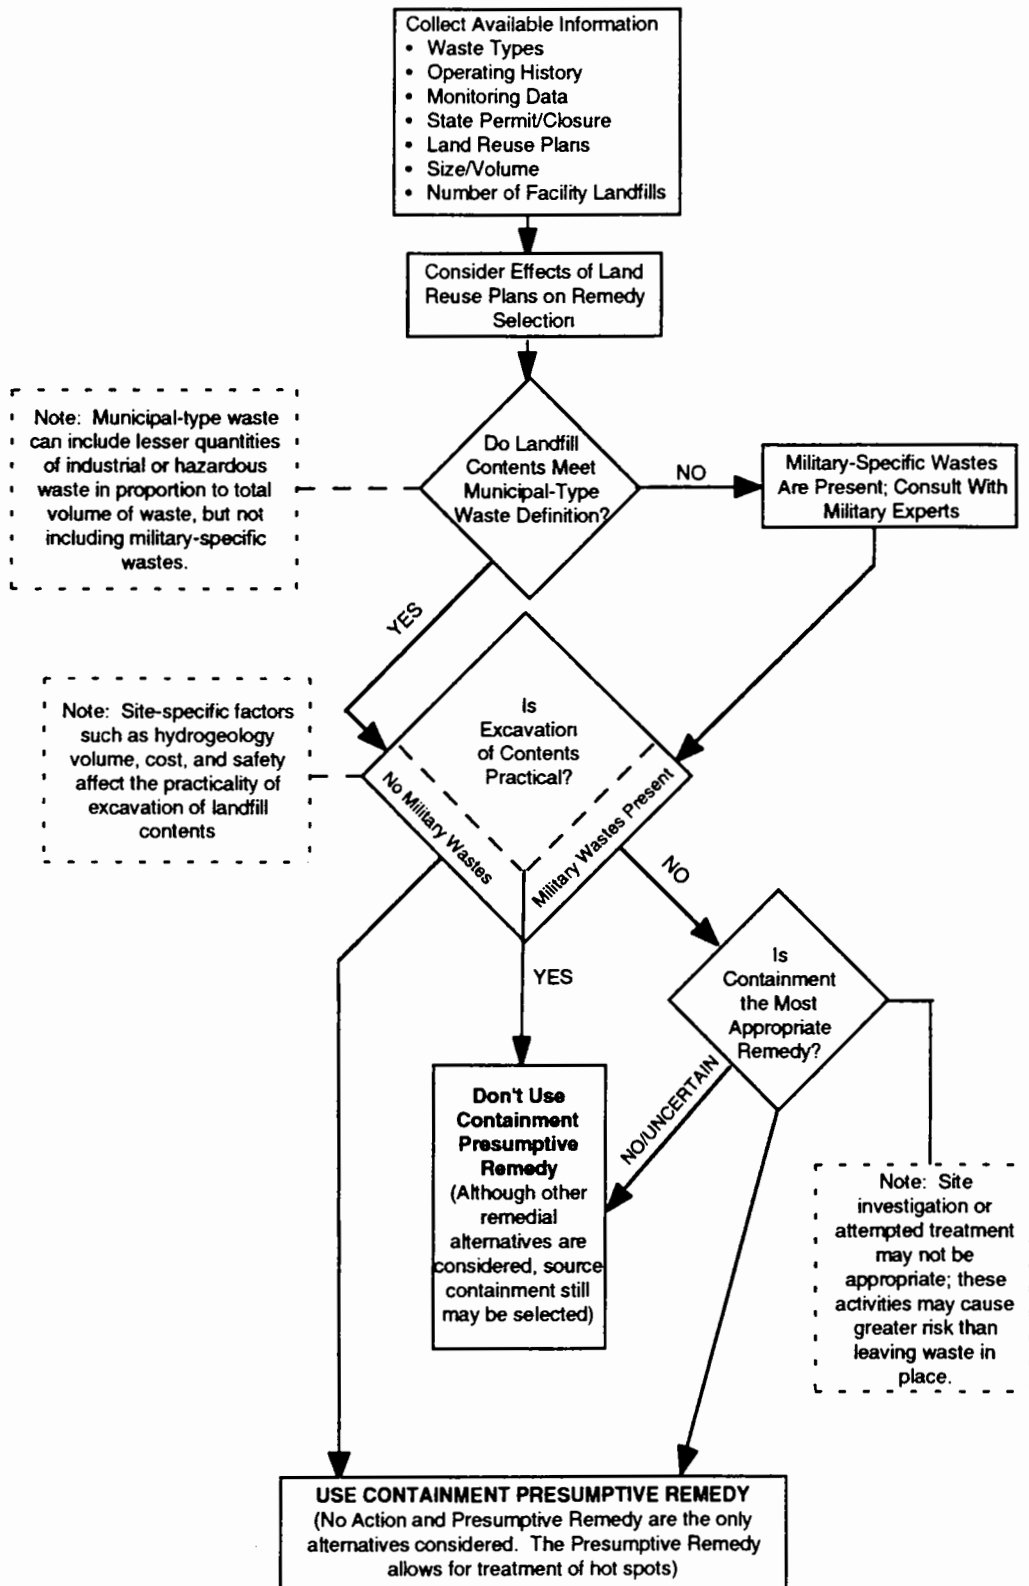 Collect Available Information
• Waste Types
• Operating History
• Monitoring Data
• State Permit/Closure
• Land Reuse Plans
• Size/Volume
• Number of Facility Landfills
Consider Effects of Land
Reuse Plans on Remedy
Selection
Note: Municipal-type waste
can include lesser quantities
of industrial or hazardous
waste in proportion to total
volume of waste, but not
including military-specific
wastes.
Do Landfill
Contents Meet
Municipal-Type
Waste Definition?
NO
Military-Specific Wastes
Are Present; Consult With
Military Experts
YES
Note: Site-specific factors
such as hydrogeology
volume, cost, and safety
affect the practicality of
excavation of landfill
contents
Is
Excavation
of Contents
Practical?
No Military Wastes
Military Wastes Present
NO
YES
Is
Containment
the Most
Appropriate
Remedy?
NO/UNCERTAIN
Don't Use
Containment
Presumptive
Remedy
(Although other
remedial
alternatives are
considered, source
containment still
may be selected)
Note: Site
investigation or
attempted treatment
may not be
appropriate; these
activities may cause
greater risk than
leaving waste in
place.
USE CONTAINMENT PRESUMPTIVE REMEDY
(No Action and Presumptive Remedy are the only
alternatives considered. The Presumptive Remedy
allows for treatment of hot spots)